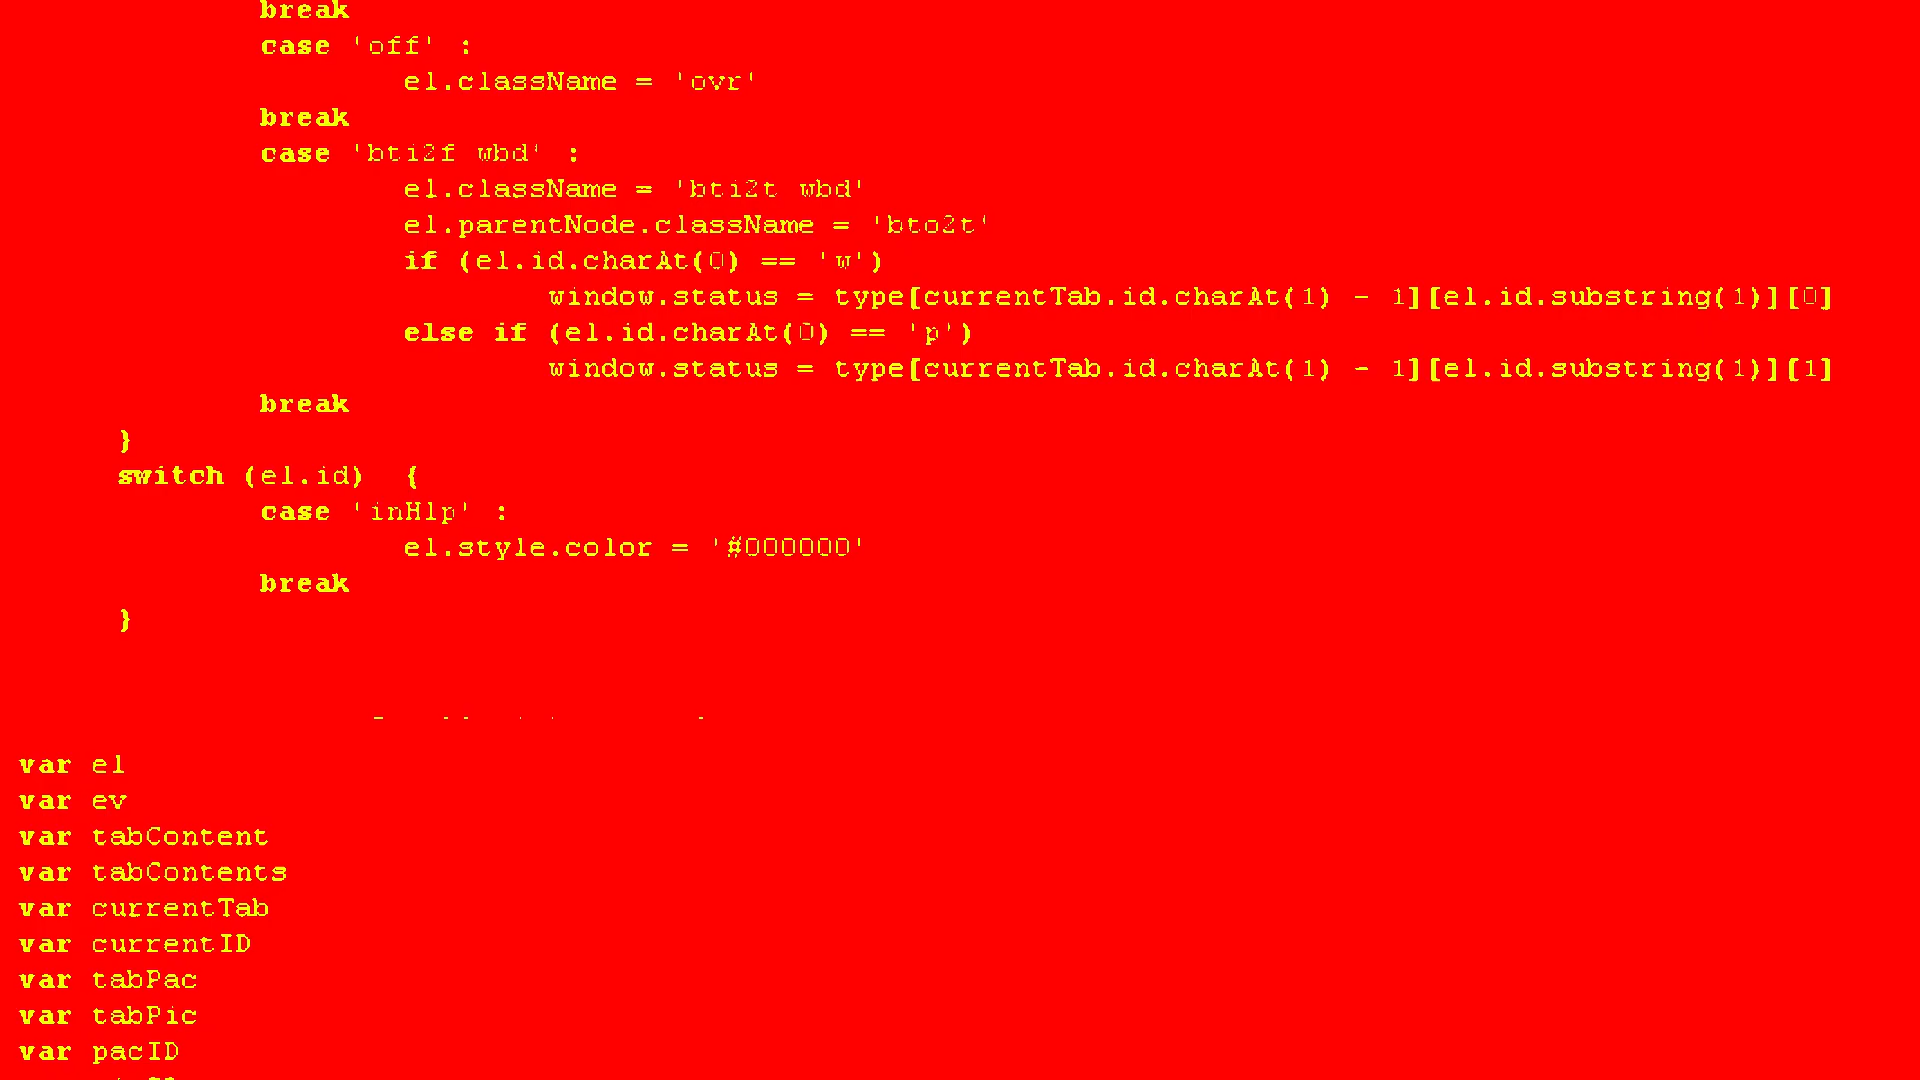 break
case 'off' :
el.className = 'ovr'
break
case 'bti2f wbd' :
el.className = 'bti2t wbd'
el.parentNode.className = 'bto2t'
if (el.id.charAt(0) == 'w')
window.status = type[currentTab.id.charAt(1) - 1][el.id.substring(1)][0]
else if (el.id.charAt(0) == 'p')
window.status = type[currentTab.id.charAt(1) - 1][el.id.substring(1)][1]
break
}
switch (el.id)  {
case 'inHlp' :
el.style.color = '#000000'
break
}
var el
var ev
var tabContent
var tabContents
var currentTab
var currentID
var tabPac
var tabPic
var pacID